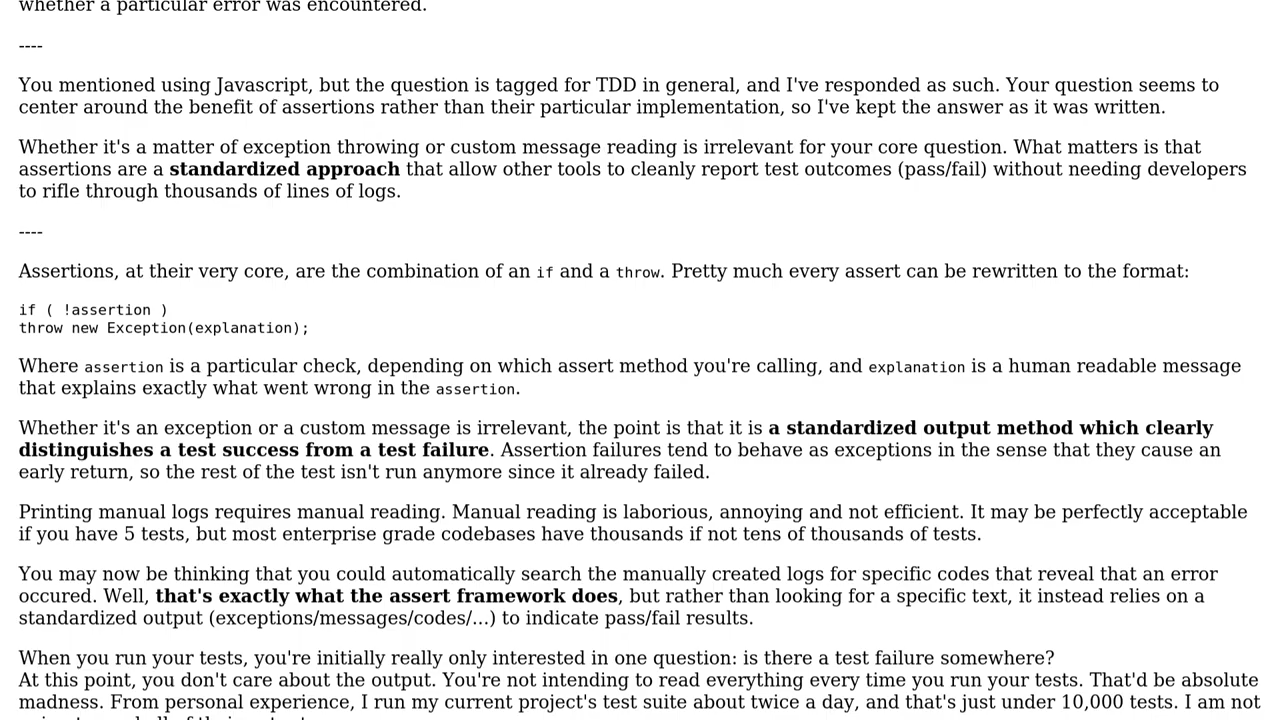 whether a particular error was encountered.
----
You mentioned using Javascript, but the question is tagged for TDD in general, and I've responded as such. Your question seems to
center around the benefit of assertions rather than their particular implementation, so I've kept the answer as it was written.
Whether it's a matter of exception throwing or custom message reading is irrelevant for your core question. What matters is that
assertions are a standardized approach that allow other tools to cleanly report test outcomes (pass/fail) without needing developers
to rifle through thousands of lines of logs.
----
Assertions, at their very core, are the combination of an if and a throw. Pretty much every assert can be rewritten to the format:
if ( !assertion )
throw new Exception(explanation);
Where assertion is a particular check, depending on which assert method you're calling, and explanation is a human readable message
that explains exactly what went wrong in the assertion.
Whether it's an exception or a custom message is irrelevant, the point is that it is a standardized output method which clearly
distinguishes a test success from a test failure. Assertion failures tend to behave as exceptions in the sense that they cause an
early return, so the rest of the test isn't run anymore since it already failed.
Printing manual logs requires manual reading. Manual reading is laborious, annoying and not efficient. It may be perfectly acceptable
if you have 5 tests, but most enterprise grade codebases have thousands if not tens of thousands of tests.
You may now be thinking that you could automatically search the manually created logs for specific codes that reveal that an error
occured. Well, that's exactly what the assert framework does, but rather than looking for a specific text, it instead relies on a
standardized output (exceptions/messages/codes/...) to indicate pass/fail results.
When you run your tests, you're initially really only interested in one question: is there a test failure somewhere?
At this point, you don't care about the output. You're not intending to read everything every time you run your tests. That'd be absolute
madness. From personal experience, I run my current project's test suite about twice a day, and that's just under 10,000 tests. I am not